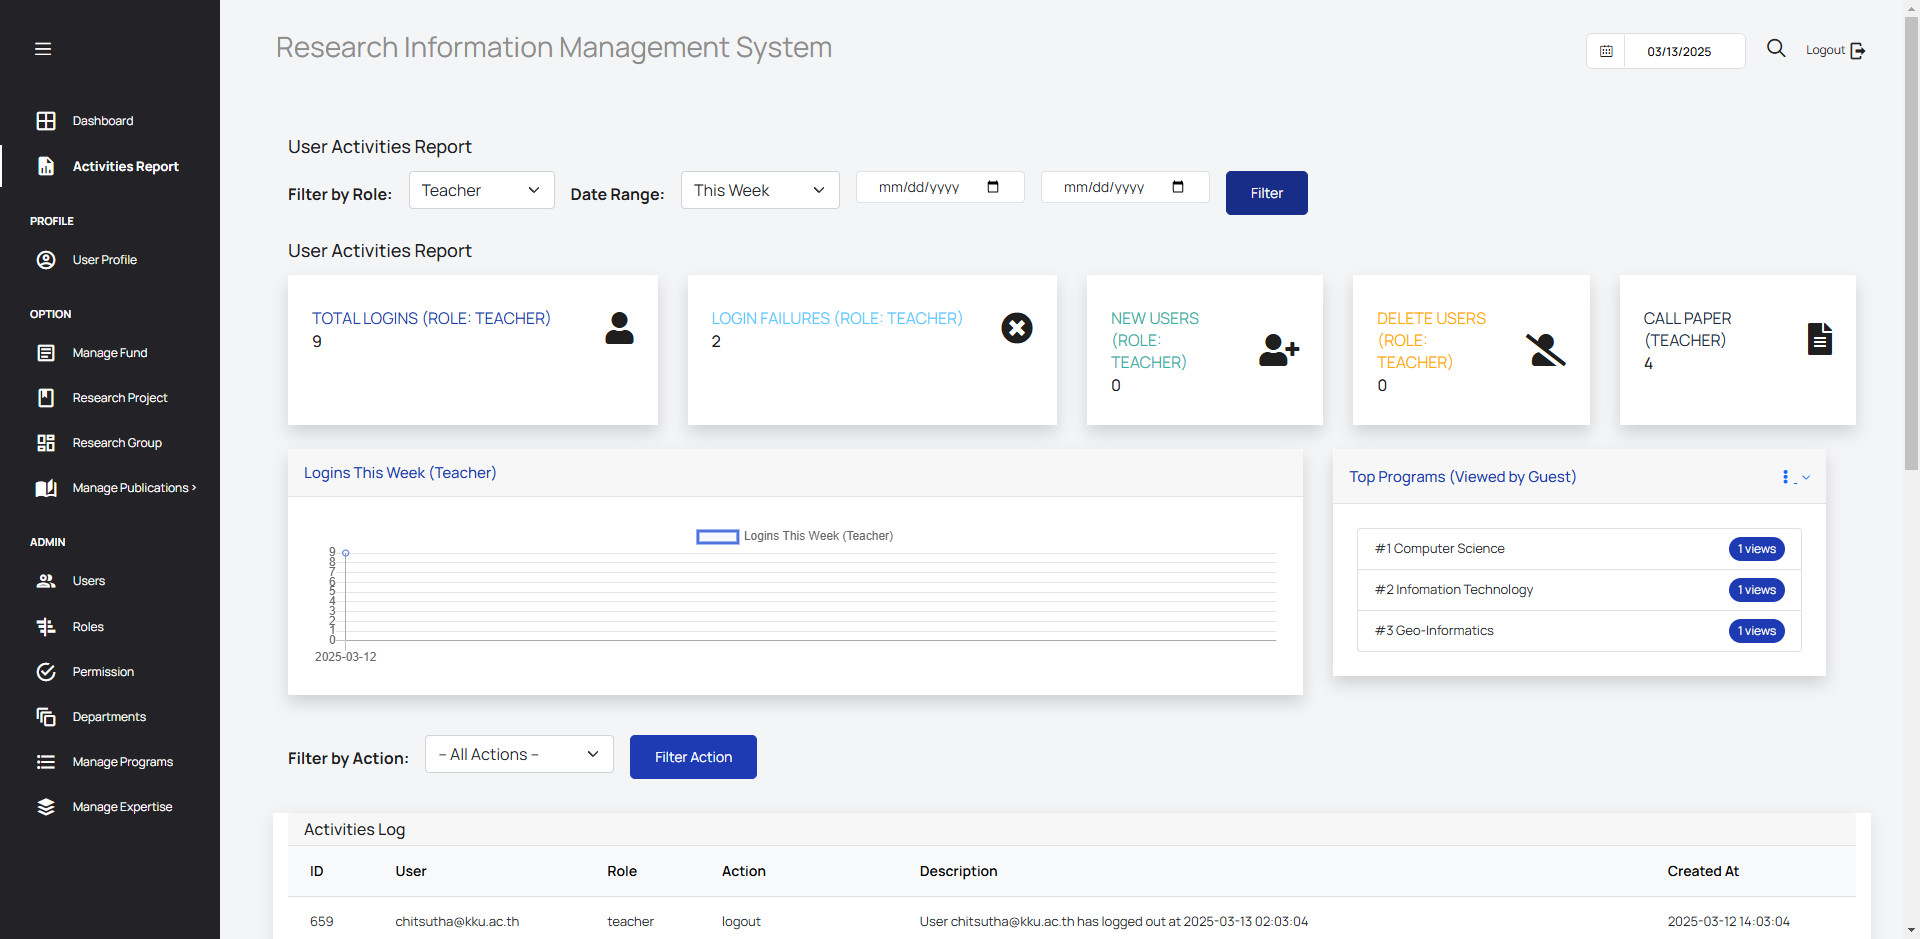 Research Information Management System
03/13/2025
Logout
Dashboard
Activities Report
PROFILE
User Profile
OPTION
Manage Fund
Research Project
Research Group
Manage Publications >
ADMIN
Users
Roles
Permission
Departments
Manage Programs
Manage Expertise
User Activities Report
Filter by Role:
Teacher
Date Range:
This Week
mm/dd/yyyy
mm/dd/yyyy
Filter
User Activities Report
TOTAL LOGINS (ROLE: TEACHER)
9
LOGIN FAILURES (ROLE: TEACHER)
2
NEW USERS
(ROLE:
TEACHER)
0
DELETE USERS
(ROLE:
TEACHER)
0
CALL PAPER
(TEACHER)
4
Logins This Week (Teacher)
Logins This Week (Teacher)
9
8
7
6
5
4
3
2
1
0
2025-03-12
Top Programs (Viewed by Guest)
#1 Computer Science
1 views
#2 Infomation Technology
1 views
#3 Geo-Informatics
1 views
Filter by Action:
-- All Actions --
Filter Action
Activities Log
ID User Role Action Description Created At
659 chitsutha@kku.ac.th teacher logout User chitsutha@kku.ac.th has logged out at 2025-03-13 02:03:04 2025-03-12 14:03:04